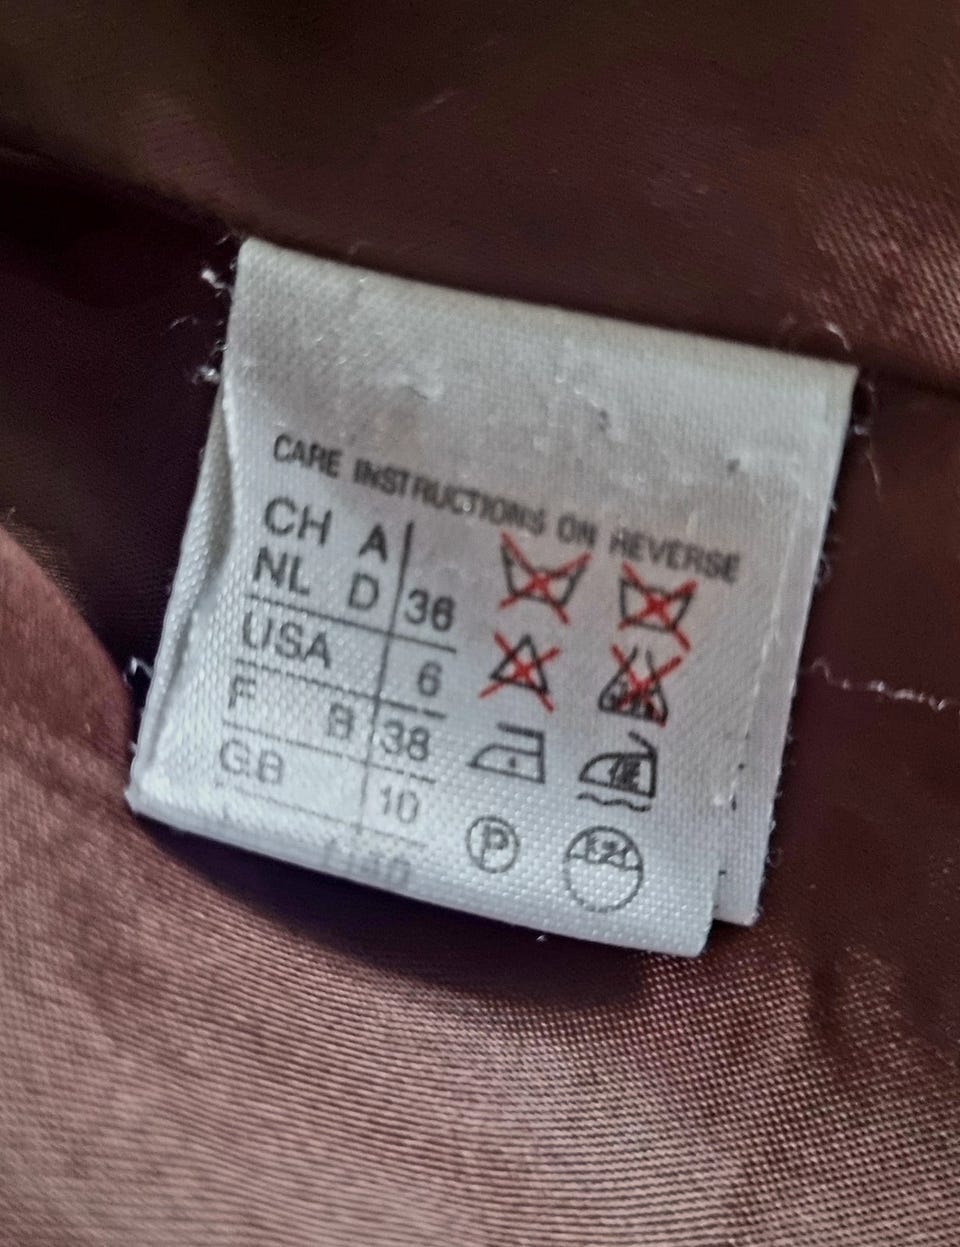 CARE INSTRUCTIONS ON REVERSE
CH A
NL D 36
USA 6
F B 38
GB 10
P